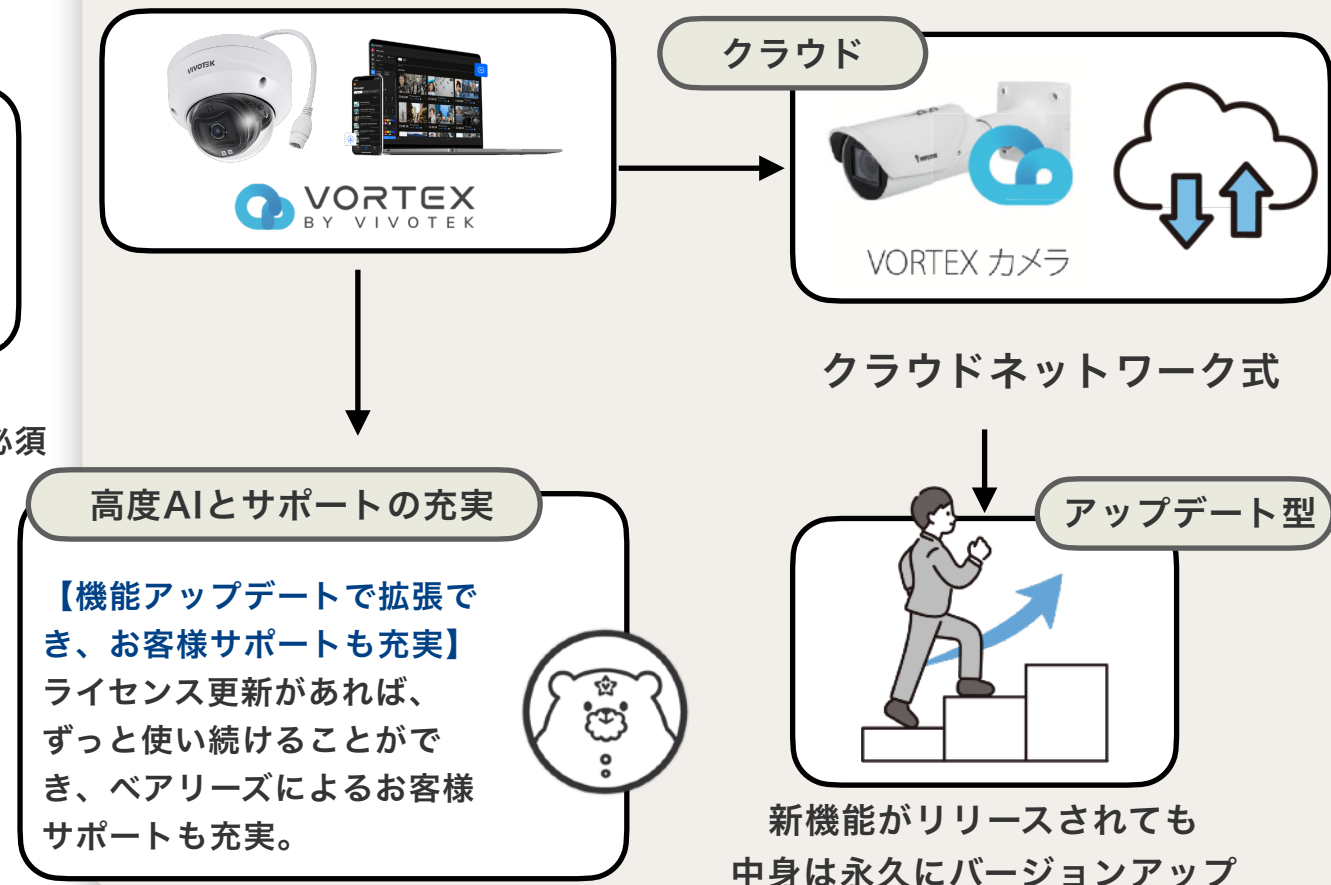 VIVOTEK
VORTEX
BY VIVOTEK
クラウド
VORTEX カメラ
クラウドネットワーク式
必須
高度AIとサポートの充実
【機能アップデートで拡張で
き、お客様サポートも充実】
ライセンス更新があれば、
ずっと使い続けることがで
き、ベアリーズによるお客様
サポートも充実。
アップデート型
新機能がリリースされても
中身は永久にバージョンアップ